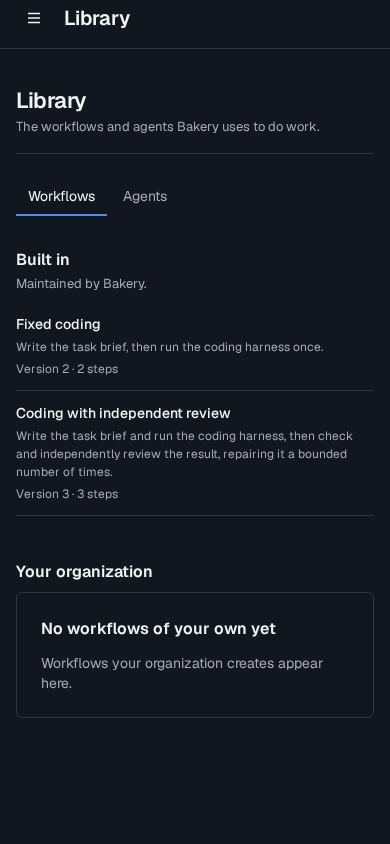 Library
Library
The workflows and agents Bakery uses to do work.
Workflows
Agents
Built in
Maintained by Bakery.
Fixed coding
Write the task brief, then run the coding harness once.
Version 2 · 2 steps
Coding with independent review
Write the task brief and run the coding harness, then check
and independently review the result, repairing it a bounded
number of times.
Version 3 · 3 steps
Your organization
No workflows of your own yet
Workflows your organization creates appear
here.